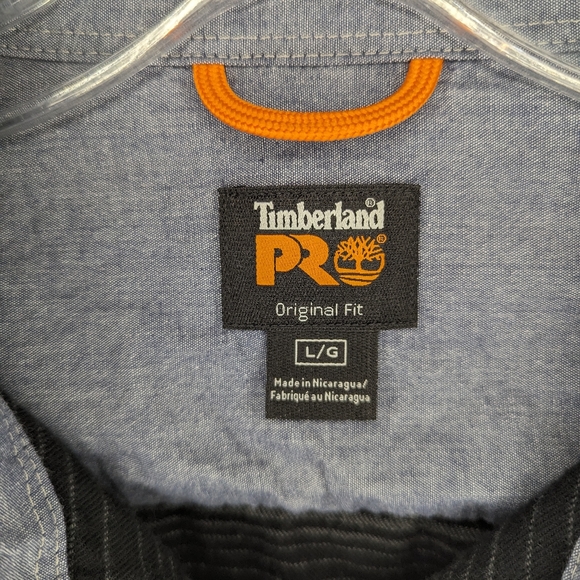 Timberland®
PRO®
Original Fit
L/G
Made in Nicaragua/
Fabriqué au Nicaragua